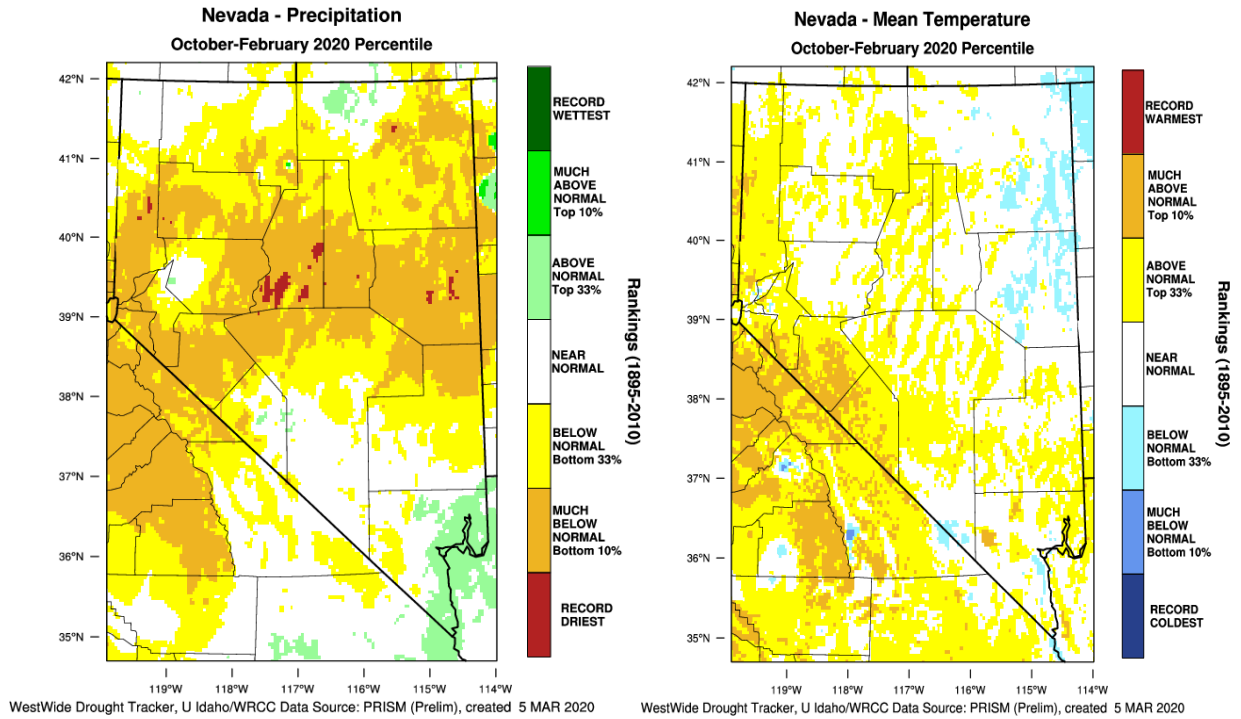 Nevada - Precipitation
October-February 2020 Percentile
42°N
41°N
40°N
39°N
38°N
37°N
36°N
35°N
119°W 118°W 117°W 116°W 115°W 114°W
RECORD
WETTEST
MUCH
ABOVE
NORMAL
Top 10%
ABOVE
NORMAL
Top 33%
NEAR
NORMAL
BELOW
NORMAL
Bottom 33%
MUCH
BELOW
NORMAL
Bottom 10%
RECORD
DRIEST
Rankings (1895-2010)
WestWide Drought Tracker, U Idaho/WRCC Data Source: PRISM (Prelim), created 5 MAR 2020
Nevada - Mean Temperature
October-February 2020 Percentile
42°N
41°N
40°N
39°N
38°N
37°N
36°N
35°N
119°W 118°W 117°W 116°W 115°W 114°W
RECORD
WARMEST
MUCH
ABOVE
NORMAL
Top 10%
ABOVE
NORMAL
Top 33%
NEAR
NORMAL
BELOW
NORMAL
Bottom 33%
MUCH
BELOW
NORMAL
Bottom 10%
RECORD
COLDEST
Rankings (1895-2010)
WestWide Drought Tracker, U Idaho/WRCC Data Source: PRISM (Prelim), created 5 MAR 2020